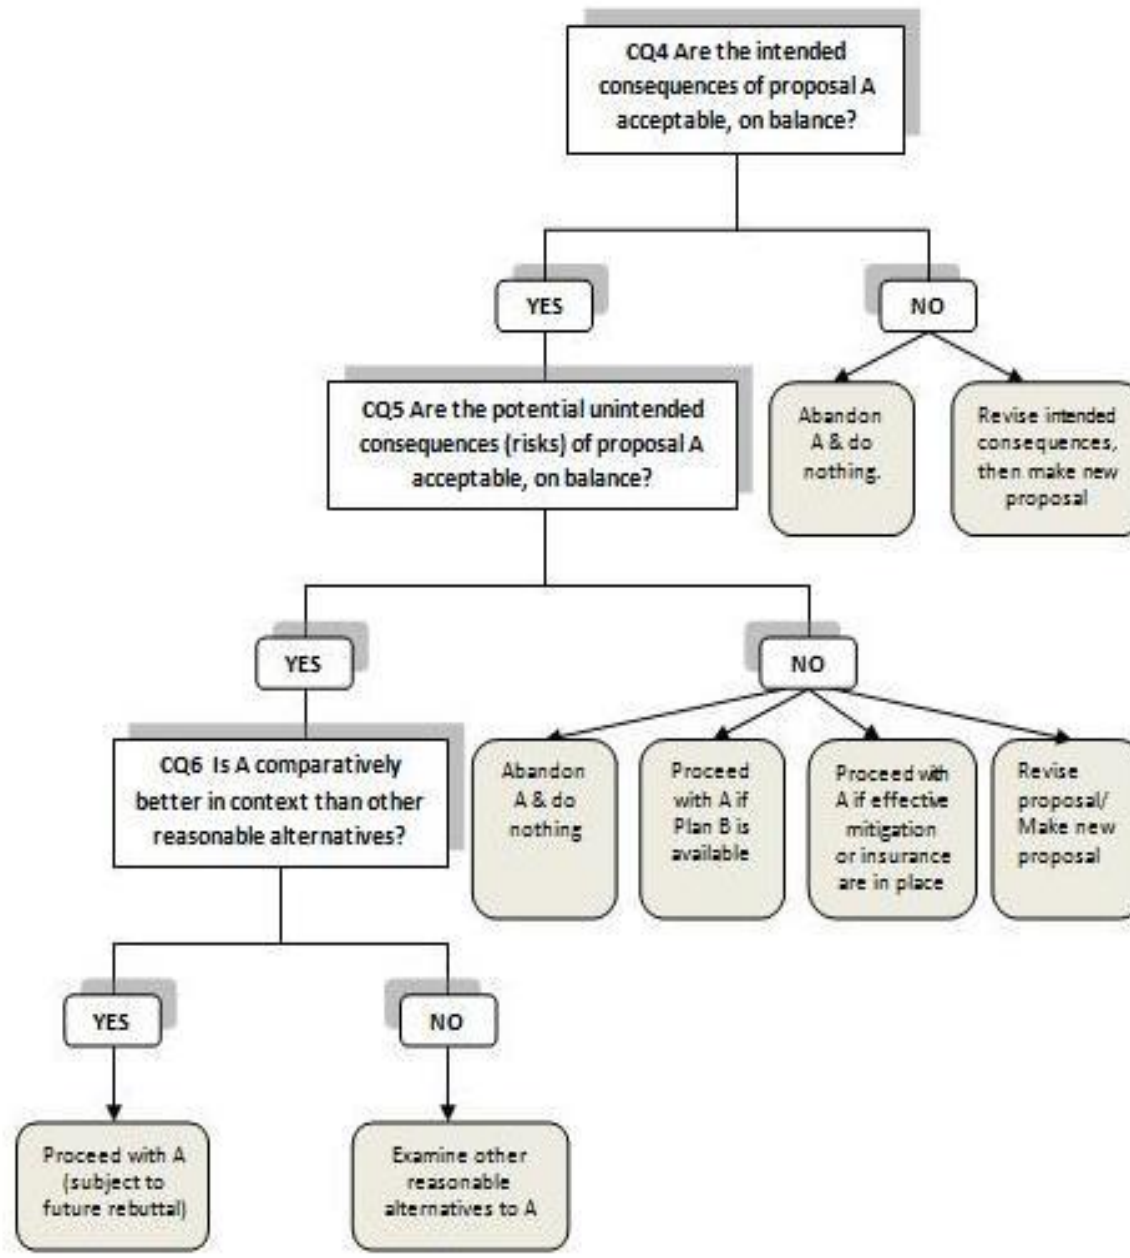 CQ4 Are the intended
consequences of proposal A
acceptable, on balance?
YES
NO
CQ5 Are the potential unintended
consequences (risks) of proposal A
acceptable, on balance?
Abandon
A & do
nothing.
Revise intended
consequences,
then make new
proposal
YES
NO
CQ6 Is A comparatively
better in context than other
reasonable alternatives?
Abandon
A & do
nothing
Proceed
with A if
Plan B is
available
Proceed with
A if effective
mitigation
or insurance
are in place
Revise
proposal/
Make new
proposal
YES
NO
Proceed with A
(subject to
future rebuttal)
Examine other
reasonable
alternatives to A